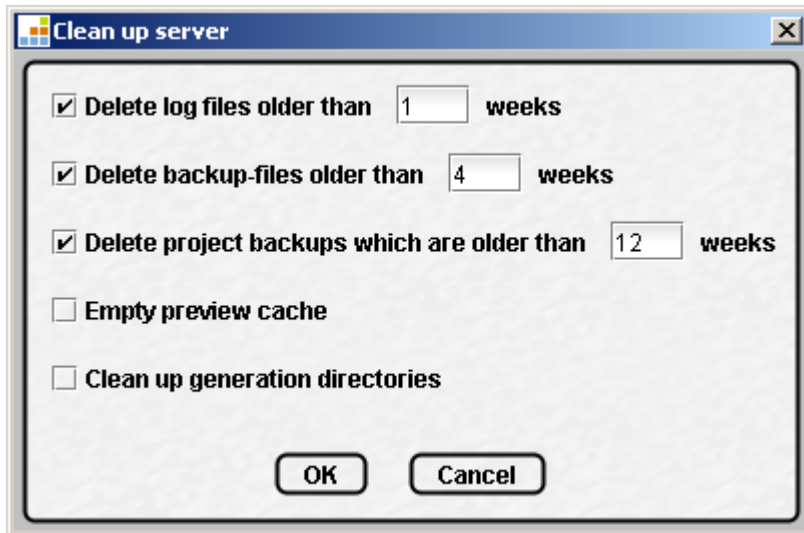 Clean up server
Delete log files older than 1 weeks
Delete backup-files older than 4 weeks
Delete project backups which are older than 12 weeks
Empty preview cache
Clean up generation directories
OK Cancel